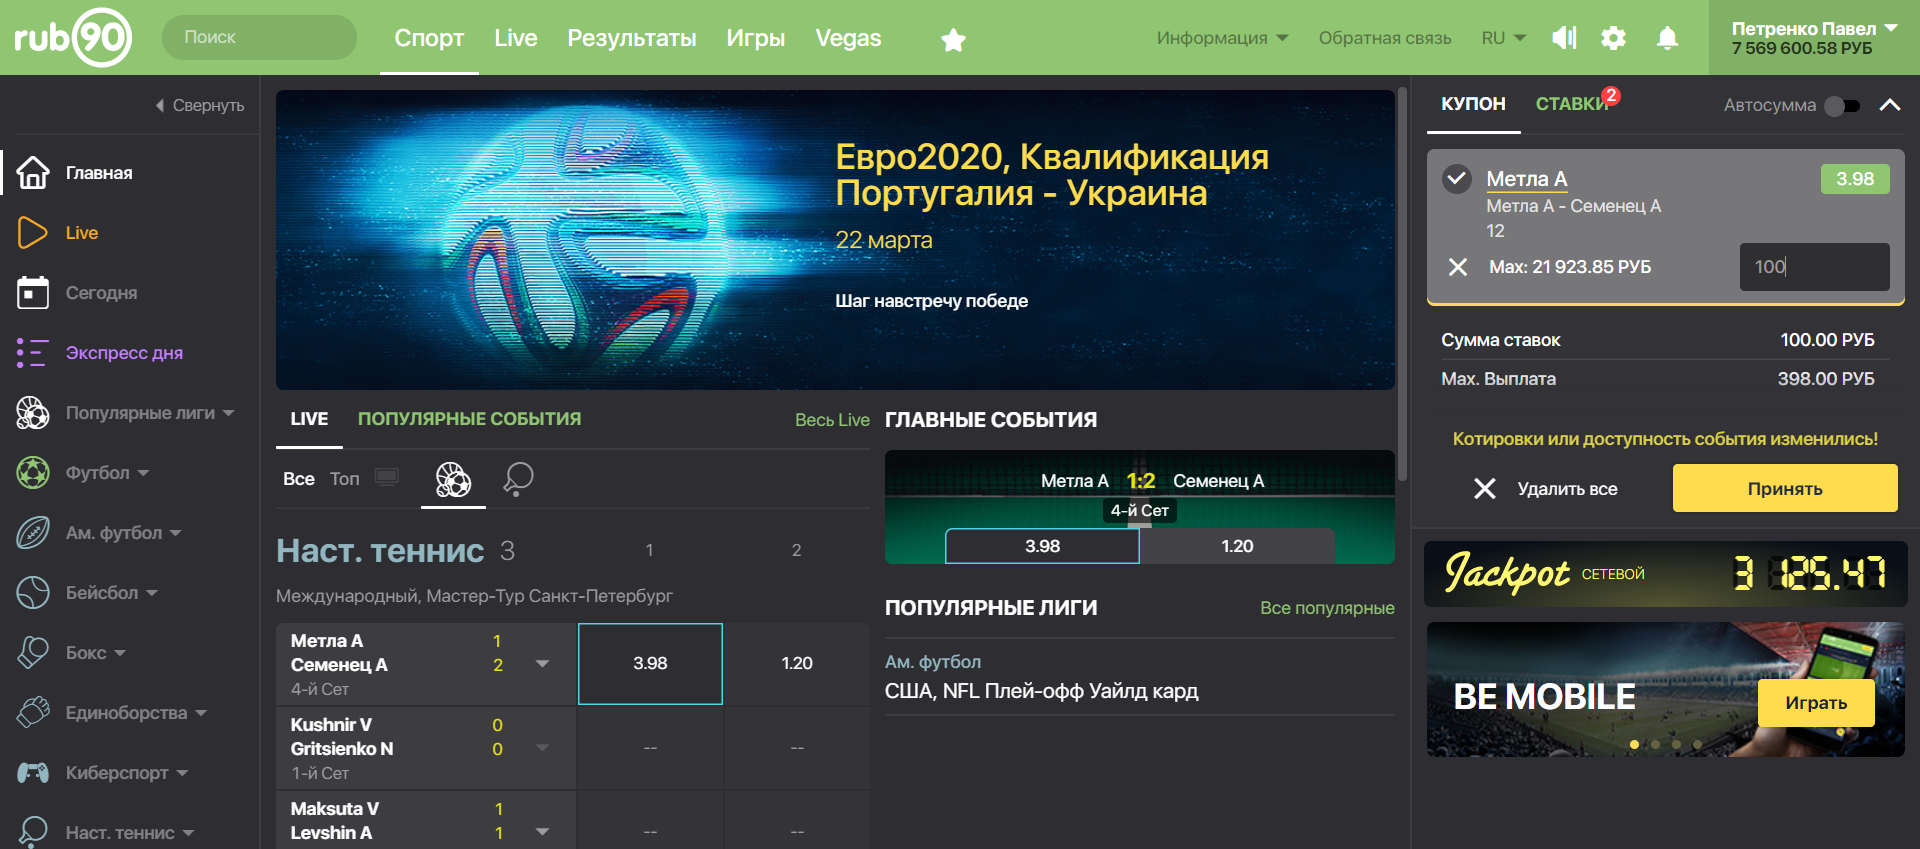 rub90
Поиск
Спорт
Live
Результаты
Игры
Vegas
Информация
Обратная связь
RU
Петренко Павел
7 569 600.58 РУБ
Свернуть
Главная
Live
Сегодня
Экспресс дня
Популярные лиги
Футбол
Ам. футбол
Бейсбол
Бокс
Единоборства
Киберспорт
Наст. теннис
Евро2020, Квалификация
Португалия - Украина
22 марта
Шаг навстречу победе
LIVE
ПОПУЛЯРНЫЕ СОБЫТИЯ
Весь Live
Все
Топ
Наст. теннис 3
1
2
Международный, Мастер-Тур Санкт-Петербург
Метла А 1
Семенец А 2
4-й Сет
3.98
1.20
Kushnir V 0
Gritsienko N 0
1-й Сет
--
--
Maksuta V 1
Levshin A 1
--
--
ГЛАВНЫЕ СОБЫТИЯ
Метла А 1:2 Семенец А
4-й Сет
3.98
1.20
ПОПУЛЯРНЫЕ ЛИГИ
Все популярные
Ам. футбол
США, NFL Плей-офф Уайлд кард
КУПОН
СТАВКИ
2
Автосумма
Метла А
3.98
Метла А - Семенец А
12
Max: 21 923.85 РУБ
100
Сумма ставок
100.00 РУБ
Мах. Выплата
398.00 РУБ
Котировки или доступность события изменились!
Удалить все
Принять
Jackpot СЕТЕВОЙ
3 125.47
BE MOBILE
Играть